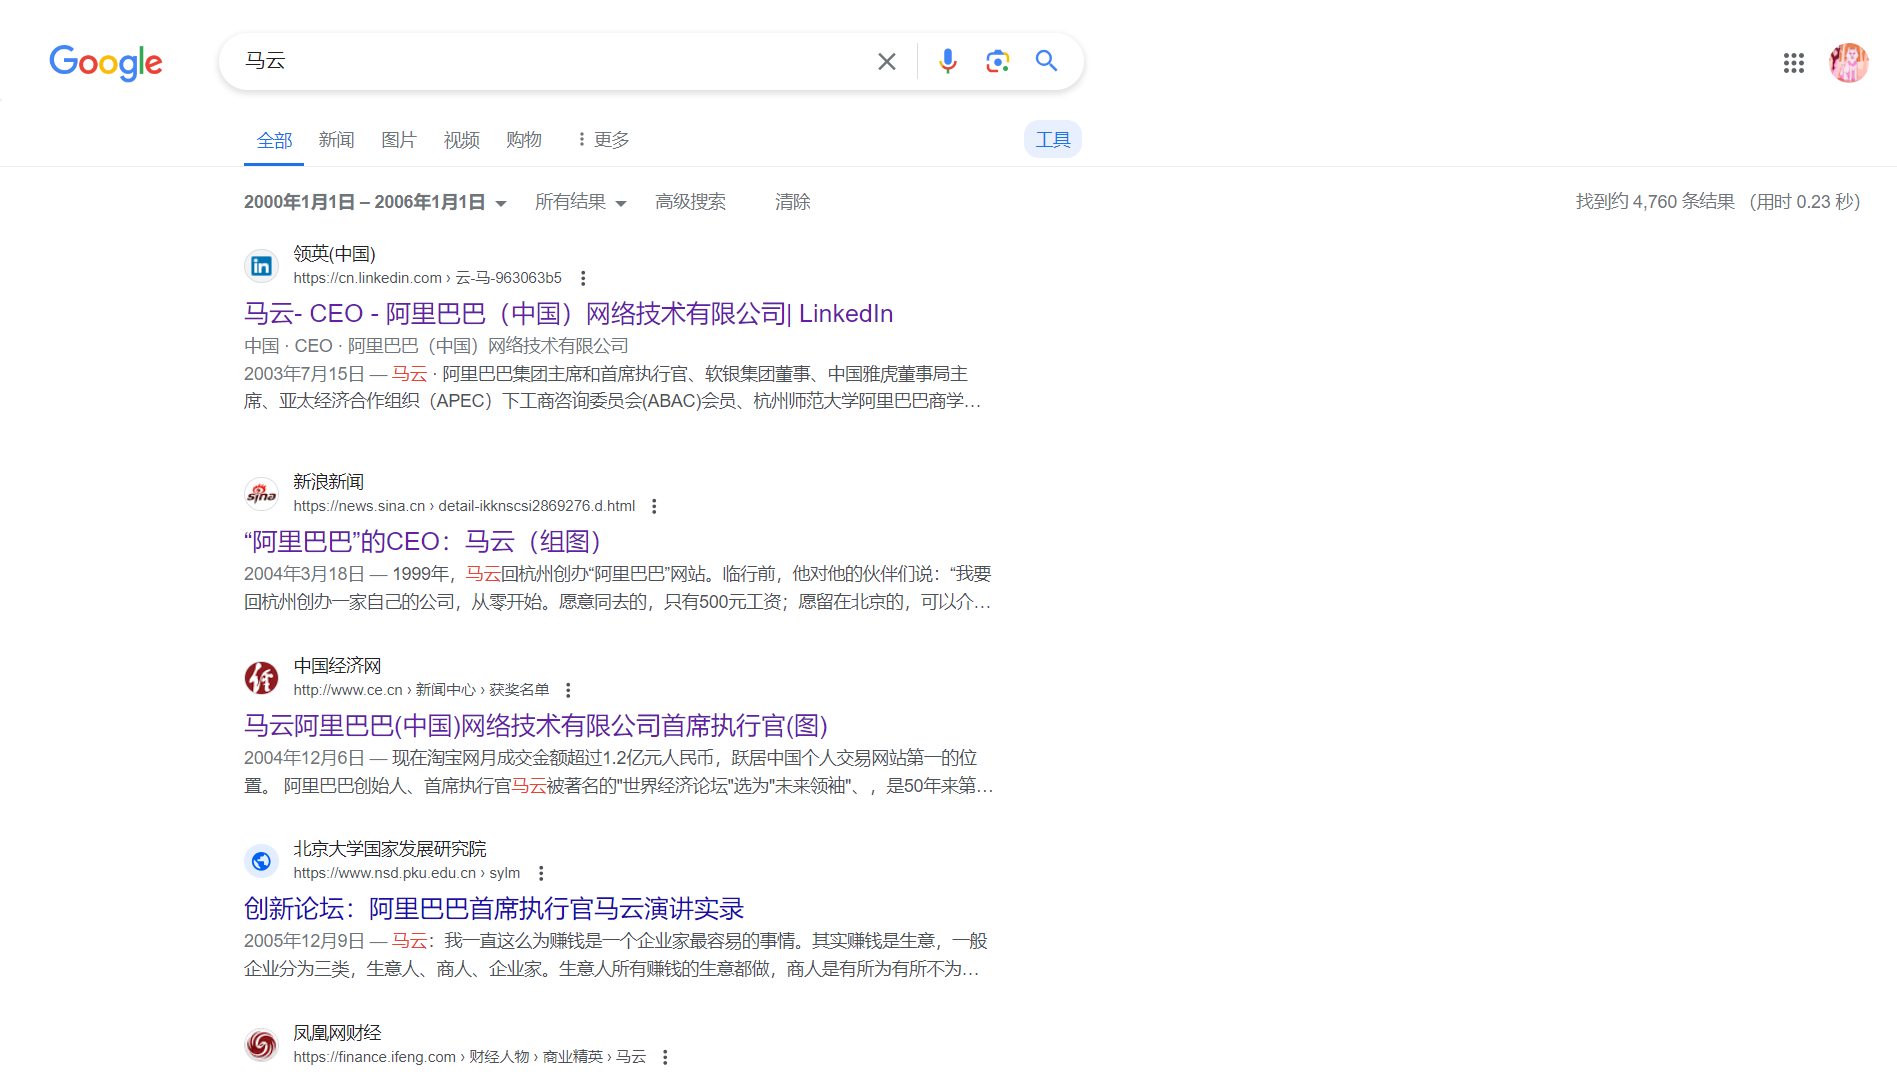 Google
马云
全部 新闻 图片 视频 购物 更多 工具
2000年1月1日 – 2006年1月1日 所有结果 高级搜索 清除 找到约 4,760 条结果 （用时 0.23 秒）
领英(中国)
https://cn.linkedin.com › 云-马-963063b5
马云- CEO - 阿里巴巴（中国）网络技术有限公司| LinkedIn
中国 · CEO · 阿里巴巴（中国）网络技术有限公司
2003年7月15日 — 马云 · 阿里巴巴集团主席和首席执行官、软银集团董事、中国雅虎董事局主
席、亚太经济合作组织（APEC）下工商咨询委员会(ABAC)会员、杭州师范大学阿里巴巴商学…
sina
新浪新闻
https://news.sina.cn › detail-ikknscsi2869276.d.html
“阿里巴巴”的CEO：马云（组图）
2004年3月18日 — 1999年，马云回杭州创办“阿里巴巴”网站。临行前，他对他的伙伴们说：“我要
回杭州创办一家自己的公司，从零开始。愿意同去的，只有500元工资；愿留在北京的，可以介…
中国经济网
http://www.ce.cn › 新闻中心 › 获奖名单
马云阿里巴巴(中国)网络技术有限公司首席执行官(图)
2004年12月6日 — 现在淘宝网月成交金额超过1.2亿元人民币，跃居中国个人交易网站第一的位
置。 阿里巴巴创始人、首席执行官马云被著名的"世界经济论坛"选为"未来领袖"、，是50年来第…
北京大学国家发展研究院
https://www.nsd.pku.edu.cn › sylm
创新论坛：阿里巴巴首席执行官马云演讲实录
2005年12月9日 — 马云：我一直这么为赚钱是一个企业家最容易的事情。其实赚钱是生意，一般
企业分为三类，生意人、商人、企业家。生意人所有赚钱的生意都做，商人是有所为有所不为…
凤凰网财经
https://finance.ifeng.com › 财经人物 › 商业精英 › 马云